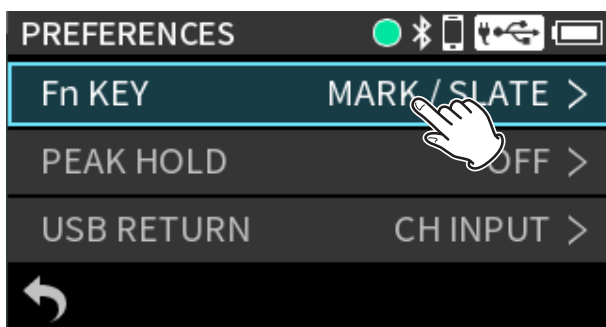 PREFERENCES
Fn KEY MARK / SLATE >
PEAK HOLD OFF >
USB RETURN CH INPUT >